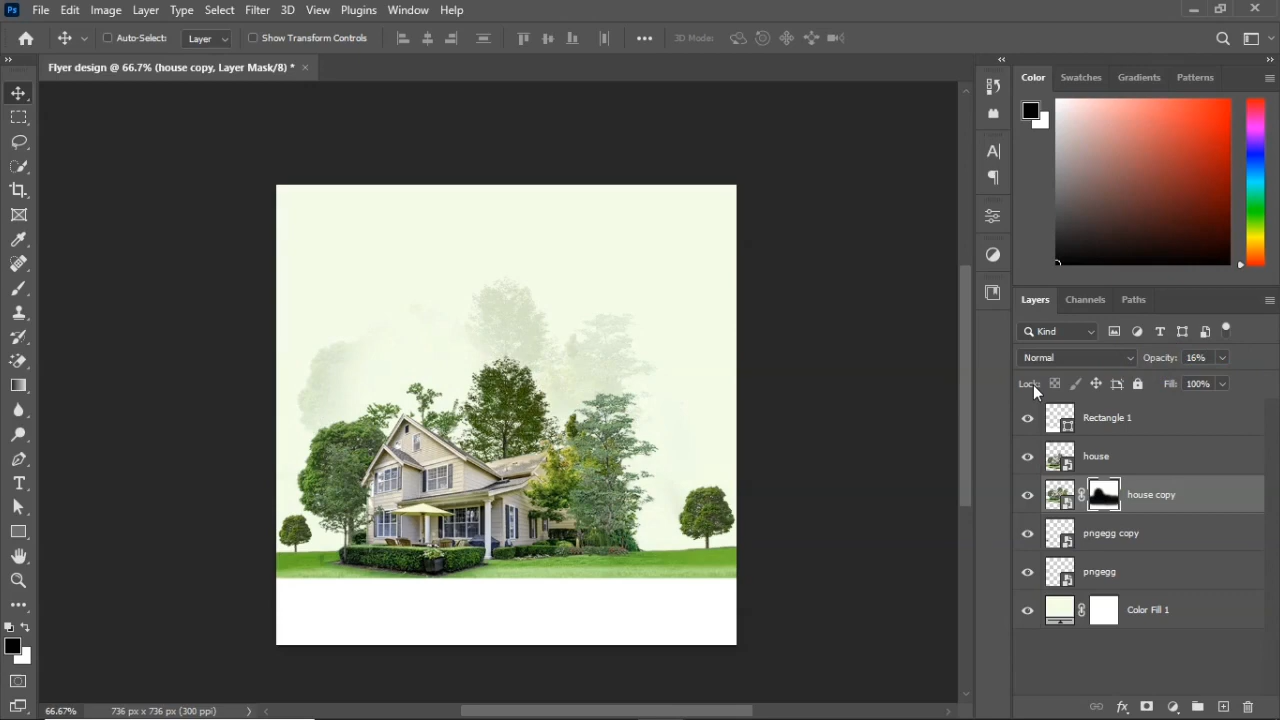 Ps File Edit Image Layer Type Select Filter 3D View Plugins Window Help
Auto-Select: Layer Show Transform Controls 3D Mode:
Flyer design @ 66.7% (house copy, Layer Mask/8) *
Color Swatches Gradients Patterns
Layers Channels Paths
Kind
Normal Opacity: 16%
Lock: Fill: 100%
Rectangle 1
house
house copy
pngegg copy
pngegg
Color Fill 1
66.67% 736 px x 736 px (300 ppi)